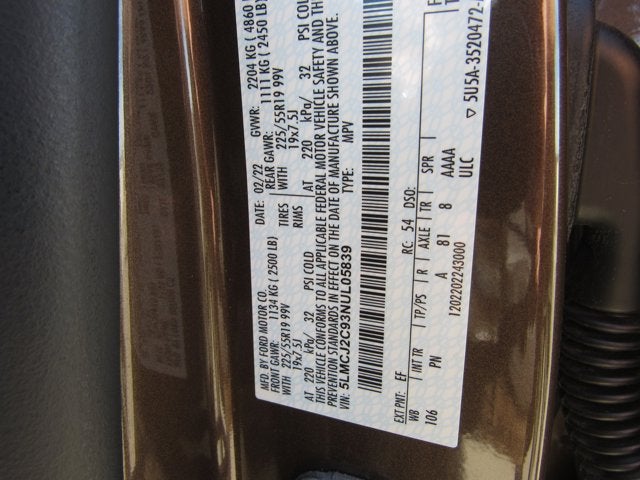 MFD. BY FORD MOTOR CO. DATE: 02/22 GVWR: 2204 KG ( 4860
FRONT GAWR: 1134 KG ( 2500 LB) REAR GAWR: 1111 KG ( 2450 LB)
WITH 225/55R19 99V TIRES WITH 225/55R19 99V
19x7.5J RIMS 19x7.5J
AT 220 kPa/ 32 PSI COLD AT 220 kPa/ 32 PSI COLD
THIS VEHICLE CONFORMS TO ALL APPLICABLE FEDERAL MOTOR VEHICLE SAFETY AND
PREVENTION STANDARDS IN EFFECT ON THE DATE OF MANUFACTURE SHOWN ABOVE.
VIN: 5LMCJ2C93NUL05839 TYPE: MPV
EXT PNT: EF RC: 54 DSO:
WB INT TR TP/PS R AXLE TR SPR
106 PN A 81 8 AAAA
1202202243000 ULC
▽ 5U5A-3520472-